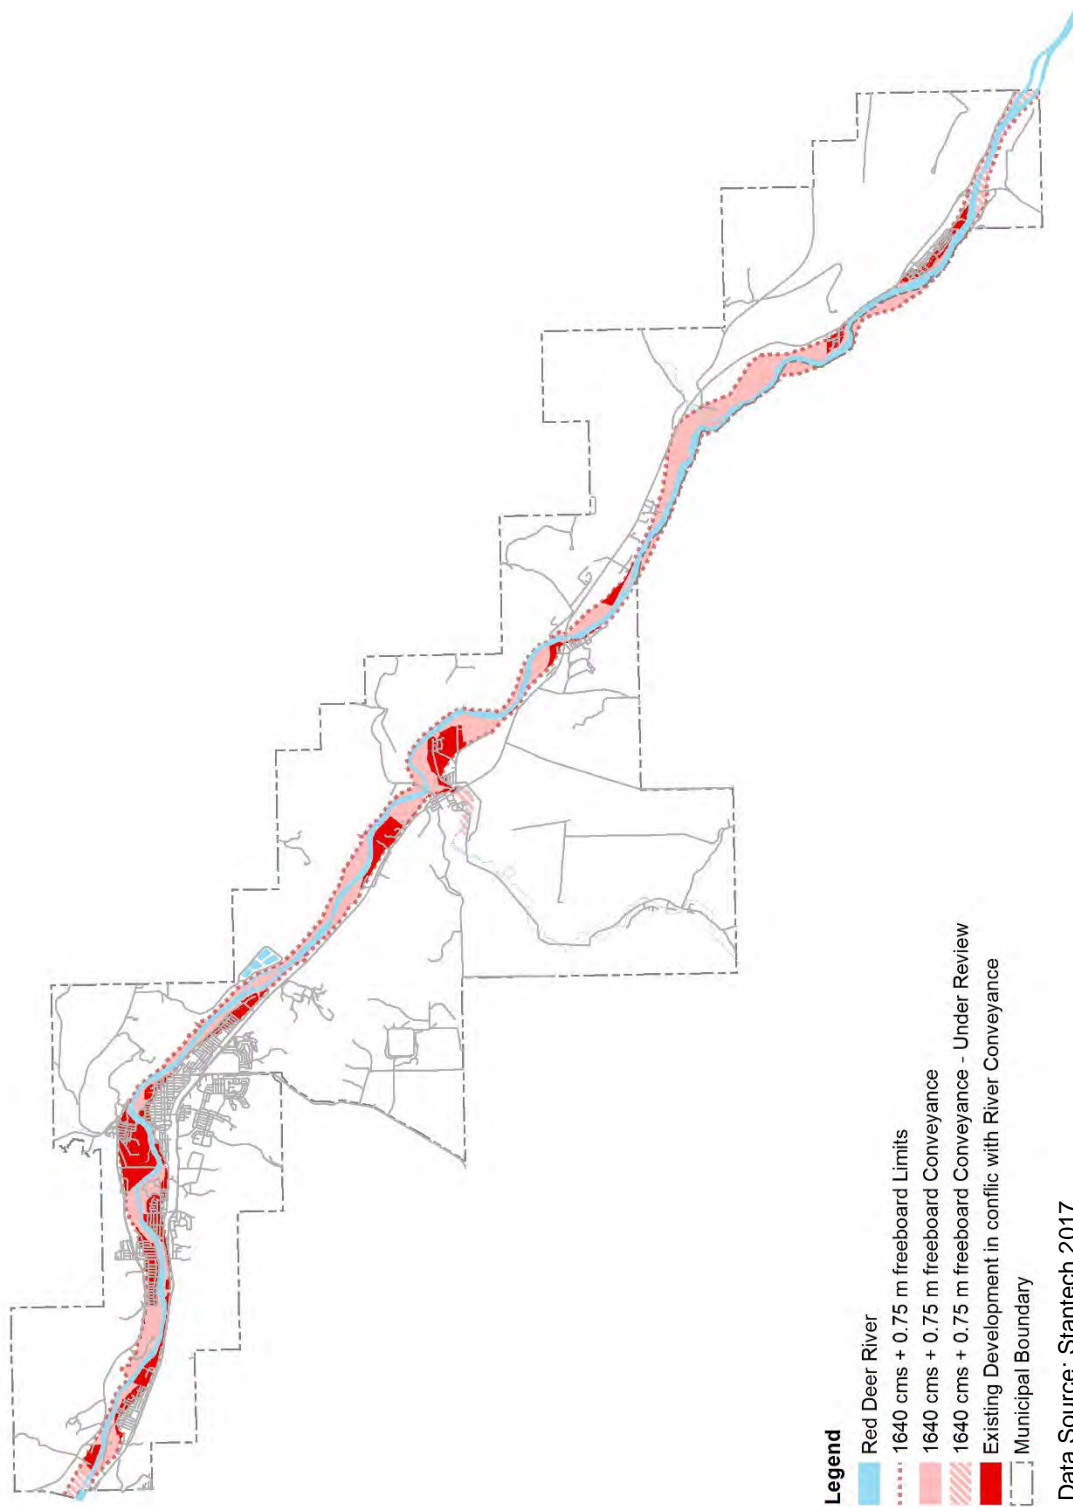 Legend
Red Deer River
1640 cms + 0.75 m freeboard Limits
1640 cms + 0.75 m freeboard Conveyance
1640 cms + 0.75 m freeboard Conveyance - Under Review
Existing Development in conflic with River Conveyance
Municipal Boundary
Data Source: Stantech 2017